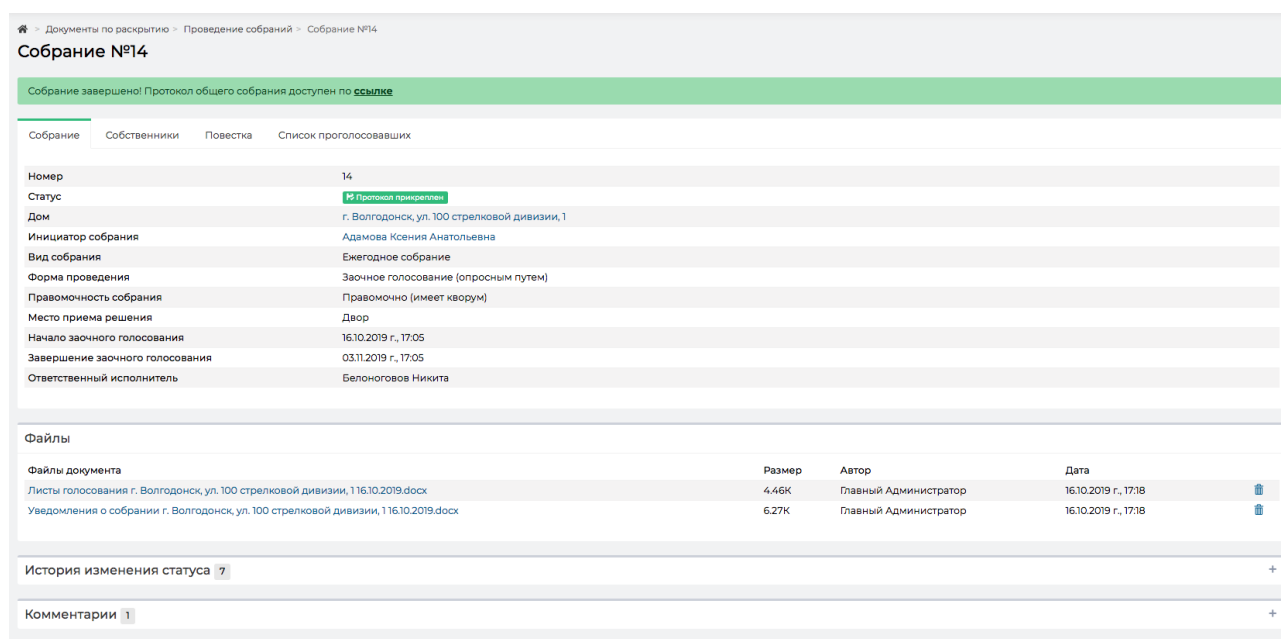 > Документы по раскрытию > Проведение собраний > Собрание №14
Собрание №14
Собрание завершено! Протокол общего собрания доступен по ссылке
Собрание Собственники Повестка Список проголосовавших
Номер 14
Статус Протокол прикреплен
Дом г. Волгодонск, ул. 100 стрелковой дивизии, 1
Инициатор собрания Адамова Ксения Анатольевна
Вид собрания Ежегодное собрание
Форма проведения Заочное голосование (опросным путем)
Правомочность собрания Правомочно (имеет кворум)
Место приема решения Двор
Начало заочного голосования 16.10.2019 г., 17:05
Завершение заочного голосования 03.11.2019 г., 17:05
Ответственный исполнитель Белоногов Никита
Файлы
Файлы документа Размер Автор Дата
Листы голосования г. Волгодонск, ул. 100 стрелковой дивизии, 1 16.10.2019.docx 4.46K Главный Администратор 16.10.2019 г., 17:18
Уведомления о собрании г. Волгодонск, ул. 100 стрелковой дивизии, 1 16.10.2019.docx 6.27K Главный Администратор 16.10.2019 г., 17:18
История изменения статуса 7 +
Комментарии 1 +